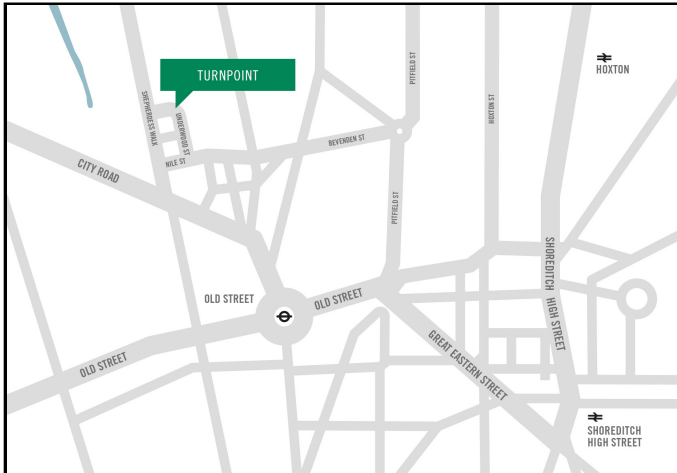 TURNPOINT
PITFIELD ST
HOXTON
SHEPHERDESS WALK
UNDERWOOD ST
HOXTON ST
BEVENDEN ST
NILE ST
CITY ROAD
PITFIELD ST
SHOREDITCH HIGH STREET
OLD STREET
OLD STREET
OLD STREET
GREAT EASTERN STREET
SHOREDITCH
HIGH STREET